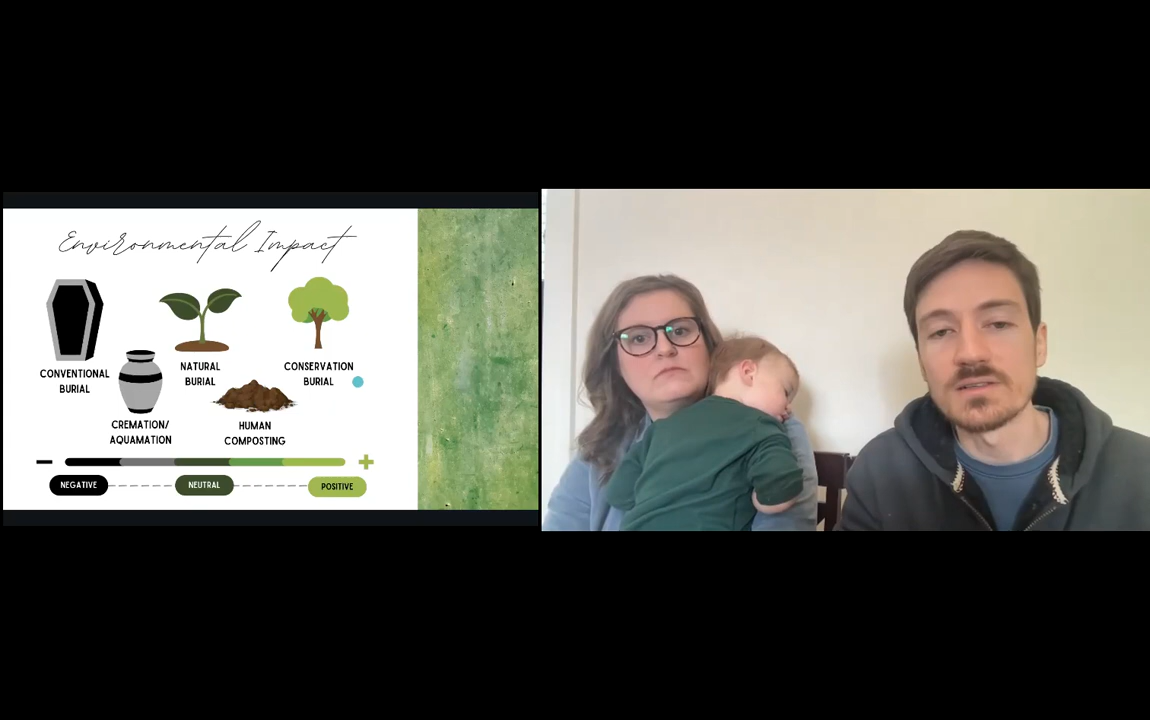 Environmental Impact
CONVENTIONAL
BURIAL
NATURAL
BURIAL
CONSERVATION
BURIAL
CREMATION/
AQUAMATION
HUMAN
COMPOSTING
− +
NEGATIVE NEUTRAL POSITIVE